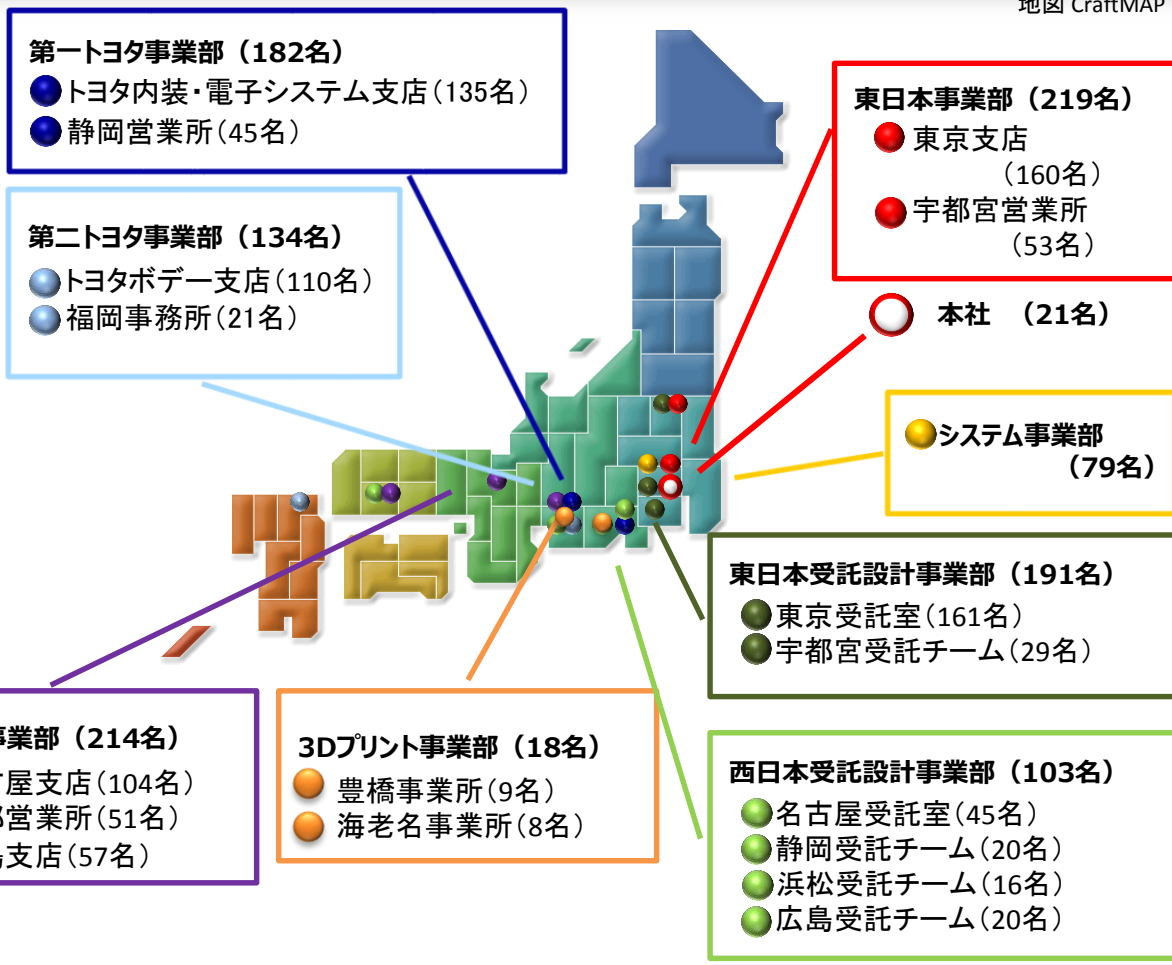 地図 CraftMAP
第一トヨタ事業部（182名）
トヨタ内装・電子システム支店（135名）
静岡営業所（45名）
第二トヨタ事業部（134名）
トヨタボデー支店（110名）
福岡事務所（21名）
東日本事業部（219名）
東京支店
（160名）
宇都宮営業所
（53名）
本社　（21名）
システム事業部
（79名）
東日本受託設計事業部（191名）
東京受託室（161名）
宇都宮受託チーム（29名）
事業部（214名）
屋支店（104名）
営業所（51名）
支店（57名）
3Dプリント事業部（18名）
豊橋事業所（9名）
海老名事業所（8名）
西日本受託設計事業部（103名）
名古屋受託室（45名）
静岡受託チーム（20名）
浜松受託チーム（16名）
広島受託チーム（20名）